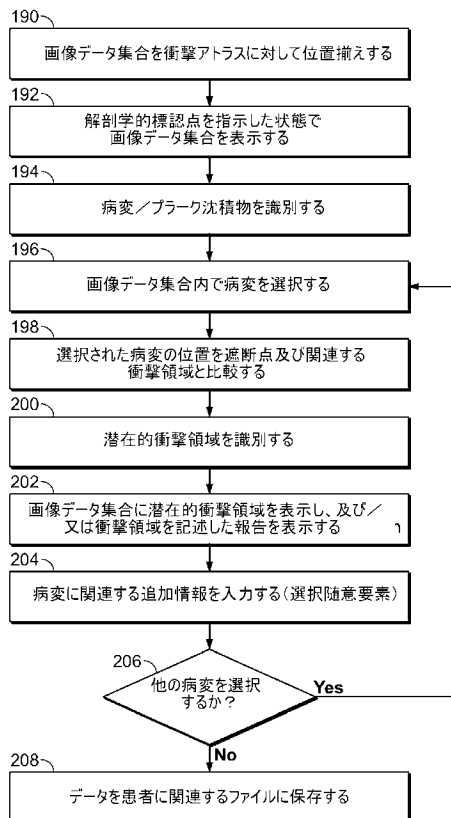 190
画像データ集合を衝撃アトラスに対して位置揃えする
192
解剖学的標認点を指示した状態で
画像データ集合を表示する
194
病変/プラーク沈積物を識別する
196
画像データ集合内で病変を選択する
198
選択された病変の位置を遮断点及び関連する
衝撃領域と比較する
200
潜在的衝撃領域を識別する
202
画像データ集合に潜在的衝撃領域を表示し、及び/
又は衝撃領域を記述した報告を表示する
204
病変に関連する追加情報を入力する(選択随意要素)
206
他の病変を選択
するか?
Yes
No
208
データを患者に関連するファイルに保存する